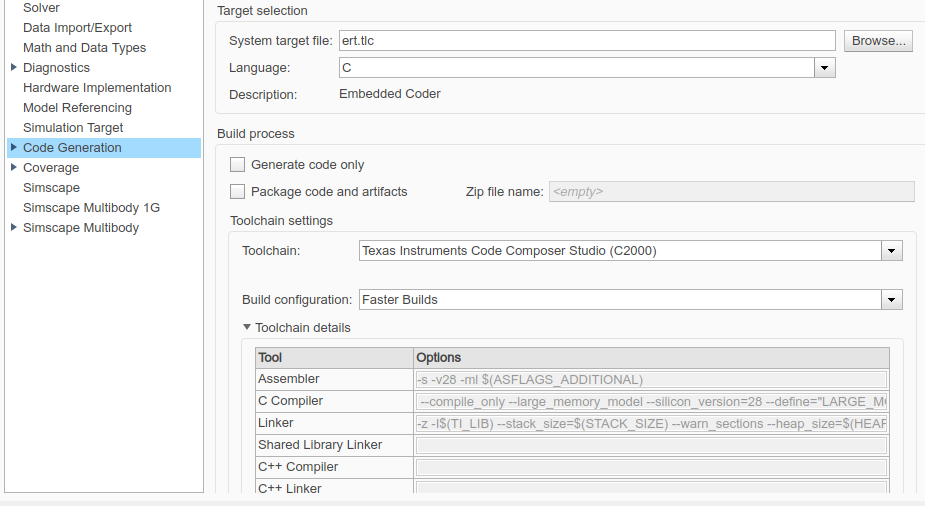 Solver
Data Import/Export
Math and Data Types
Diagnostics
Hardware Implementation
Model Referencing
Simulation Target
Code Generation
Coverage
Simscape
Simscape Multibody 1G
Simscape Multibody
Target selection
System target file: ert.tlc Browse...
Language: C
Description: Embedded Coder
Build process
Generate code only
Package code and artifacts Zip file name: <empty>
Toolchain settings
Toolchain: Texas Instruments Code Composer Studio (C2000)
Build configuration: Faster Builds
Toolchain details
Tool Options
Assembler -s -v28 -ml $(ASFLAGS_ADDITIONAL)
C Compiler --compile_only --large_memory_model --silicon_version=28 --define="LARGE_M
Linker -z -I$(TI_LIB) --stack_size=$(STACK_SIZE) --warn_sections --heap_size=$(HEAP
Shared Library Linker
C++ Compiler
C++ Linker